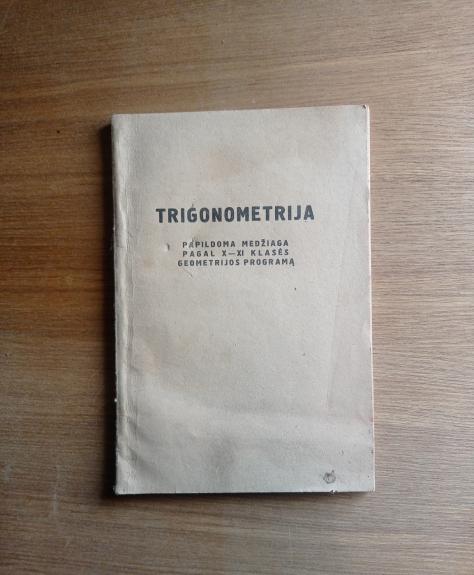 TRIGONOMETRIJA
PAPILDOMA MEDŽIAGA
PAGAL X—XI KLASĖS
GEOMETRIJOS PROGRAMĄ